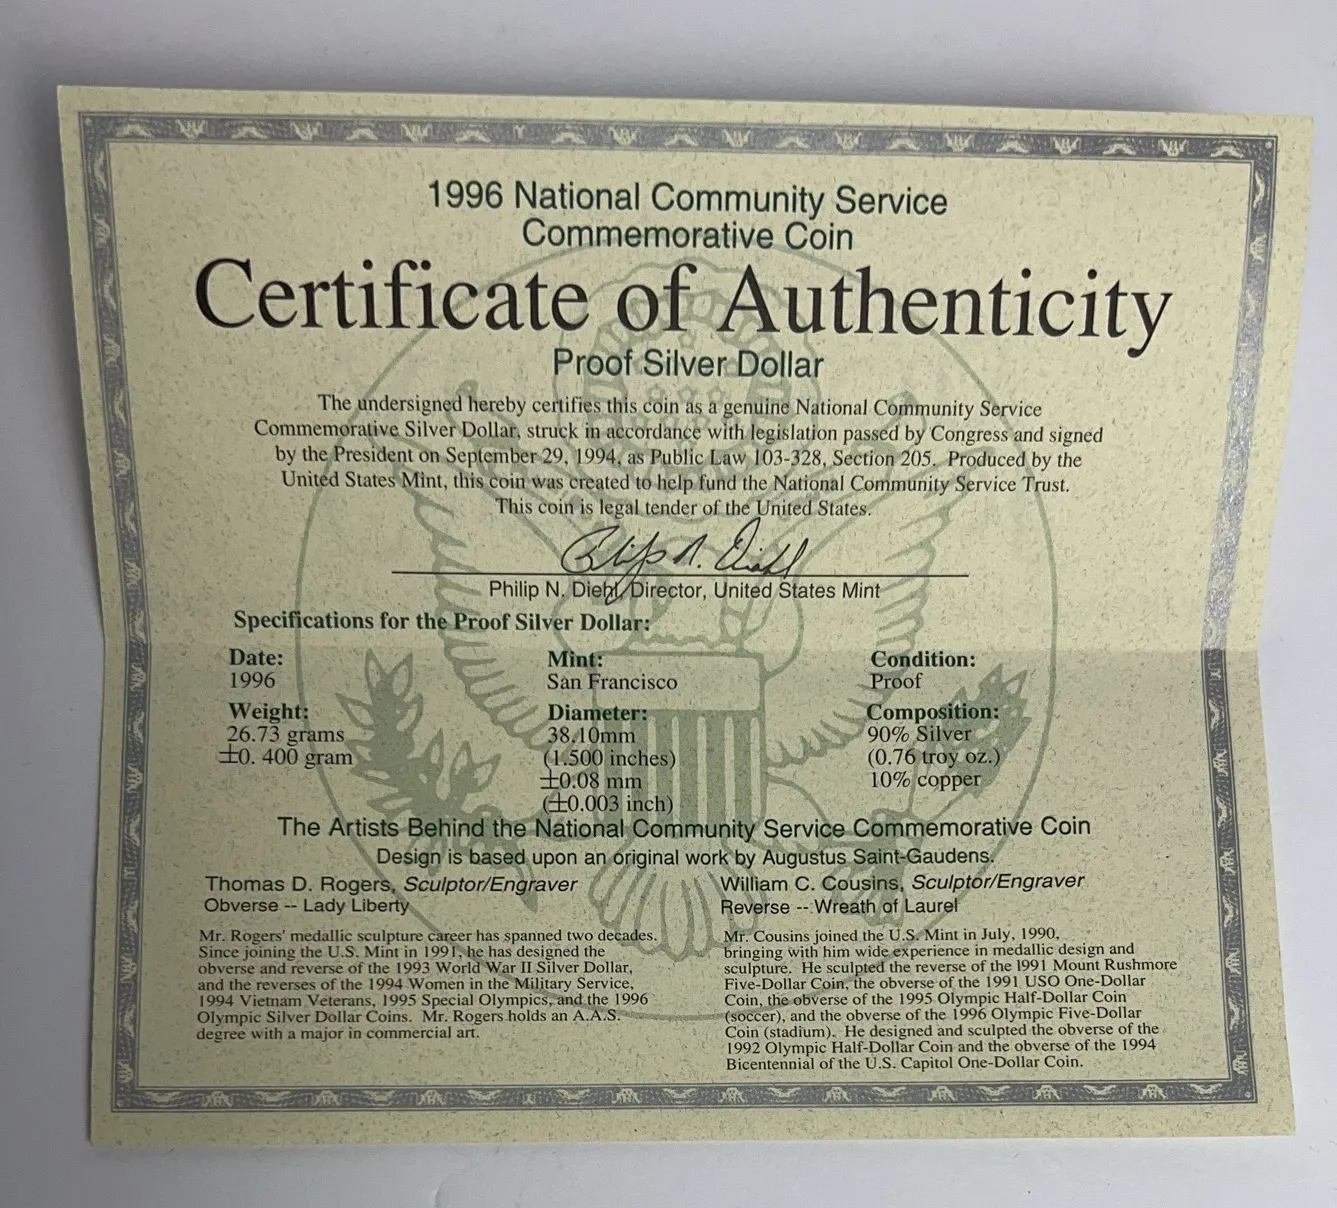 1996 National Community Service
Commemorative Coin
Certificate of Authenticity
Proof Silver Dollar
The undersigned hereby certifies this coin as a genuine National Community Service
Commemorative Silver Dollar, struck in accordance with legislation passed by Congress and signed
by the President on September 29, 1994, as Public Law 103-328, Section 205. Produced by the
United States Mint, this coin was created to help fund the National Community Service Trust.
This coin is legal tender of the United States.
Philip N. Diehl
Philip N. Diehl, Director, United States Mint
Specifications for the Proof Silver Dollar:
Date: Mint: Condition:
1996 San Francisco Proof
Weight: Diameter: Composition:
26.73 grams 38.10mm 90% Silver
±0. 400 gram (1.500 inches) (0.76 troy oz.)
±0.08 mm 10% copper
(±0.003 inch)
The Artists Behind the National Community Service Commemorative Coin
Design is based upon an original work by Augustus Saint-Gaudens.
Thomas D. Rogers, Sculptor/Engraver
Obverse -- Lady Liberty
Mr. Rogers' medallic sculpture career has spanned two decades.
Since joining the U.S. Mint in 1991, he has designed the
obverse and reverse of the 1993 World War II Silver Dollar,
and the reverses of the 1994 Women in the Military Service,
1994 Vietnam Veterans, 1995 Special Olympics, and the 1996
Olympic Silver Dollar Coins. Mr. Rogers holds an A.A.S.
degree with a major in commercial art.
William C. Cousins, Sculptor/Engraver
Reverse -- Wreath of Laurel
Mr. Cousins joined the U.S. Mint in July, 1990,
bringing with him wide experience in medallic design and
sculpture. He sculpted the reverse of the 1991 Mount Rushmore
Five-Dollar Coin, the obverse of the 1991 USO One-Dollar
Coin, the obverse of the 1995 Olympic Half-Dollar Coin
(soccer), and the obverse of the 1996 Olympic Five-Dollar
Coin (stadium). He designed and sculpted the obverse of the
1992 Olympic Half-Dollar Coin and the obverse of the 1994
Bicentennial of the U.S. Capitol One-Dollar Coin.